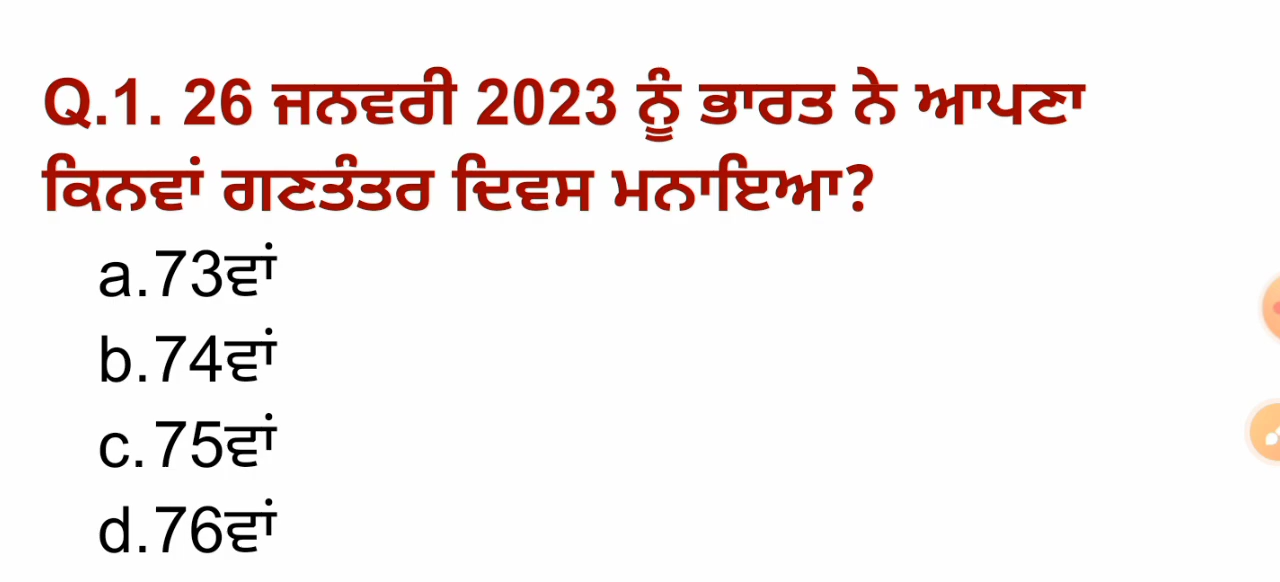 Q.1. 26 ਜਨਵਰੀ 2023 ਨੂੰ ਭਾਰਤ ਨੇ ਆਪਣਾ
ਕਿਨਵਾਂ ਗਣਤੰਤਰ ਦਿਵਸ ਮਨਾਇਆ?
a.73ਵਾਂ
b.74ਵਾਂ
c.75ਵਾਂ
d.76ਵਾਂ